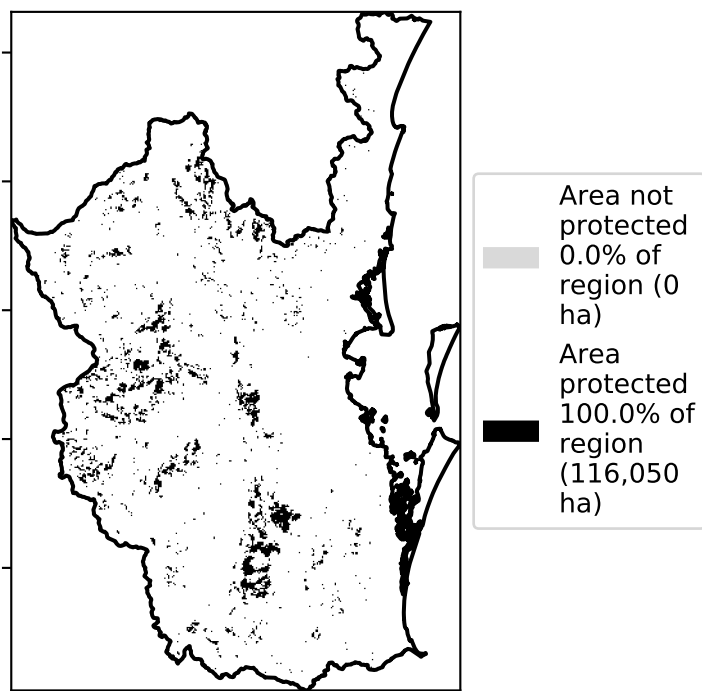 Area not
protected
0.0% of
region (0
ha)
Area
protected
100.0% of
region
(116,050
ha)